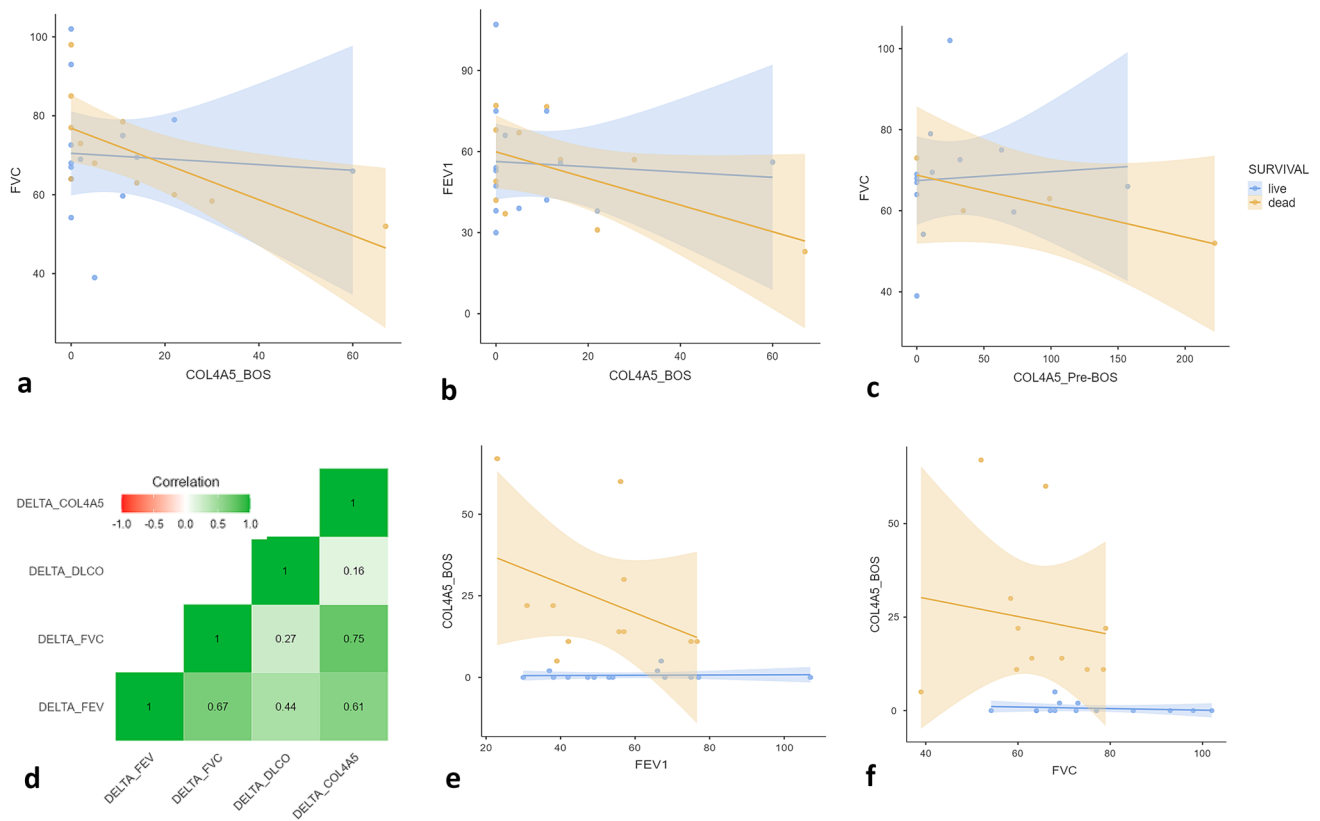 100
80
60
40
FVC
0
20
40
60
COL4A5_BOS
a
90
60
30
0
FEV1
0
20
40
60
COL4A5_BOS
b
100
80
60
40
FVC
0
50
100
150
200
COL4A5_Pre-BOS
c
SURVIVAL
live
dead
Correlation
-1.0 -0.5 0.0 0.5 1.0
DELTA_COL4A5
1
DELTA_DLCO
1 0.16
DELTA_FVC
1 0.27 0.75
DELTA_FEV
1 0.67 0.44 0.61
DELTA_FEV
DELTA_FVC
DELTA_DLCO
DELTA_COL4A5
d
50
25
0
COL4A5_BOS
20
40
60
80
100
FEV1
e
50
25
0
COL4A5_BOS
40
60
80
100
FVC
f